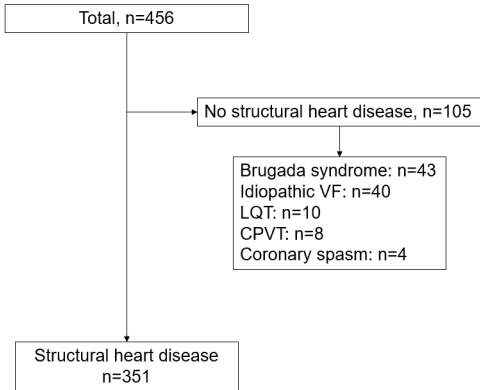 Total, n=456
No structural heart disease, n=105
Brugada syndrome: n=43
Idiopathic VF: n=40
LQT: n=10
CPVT: n=8
Coronary spasm: n=4
Structural heart disease
n=351